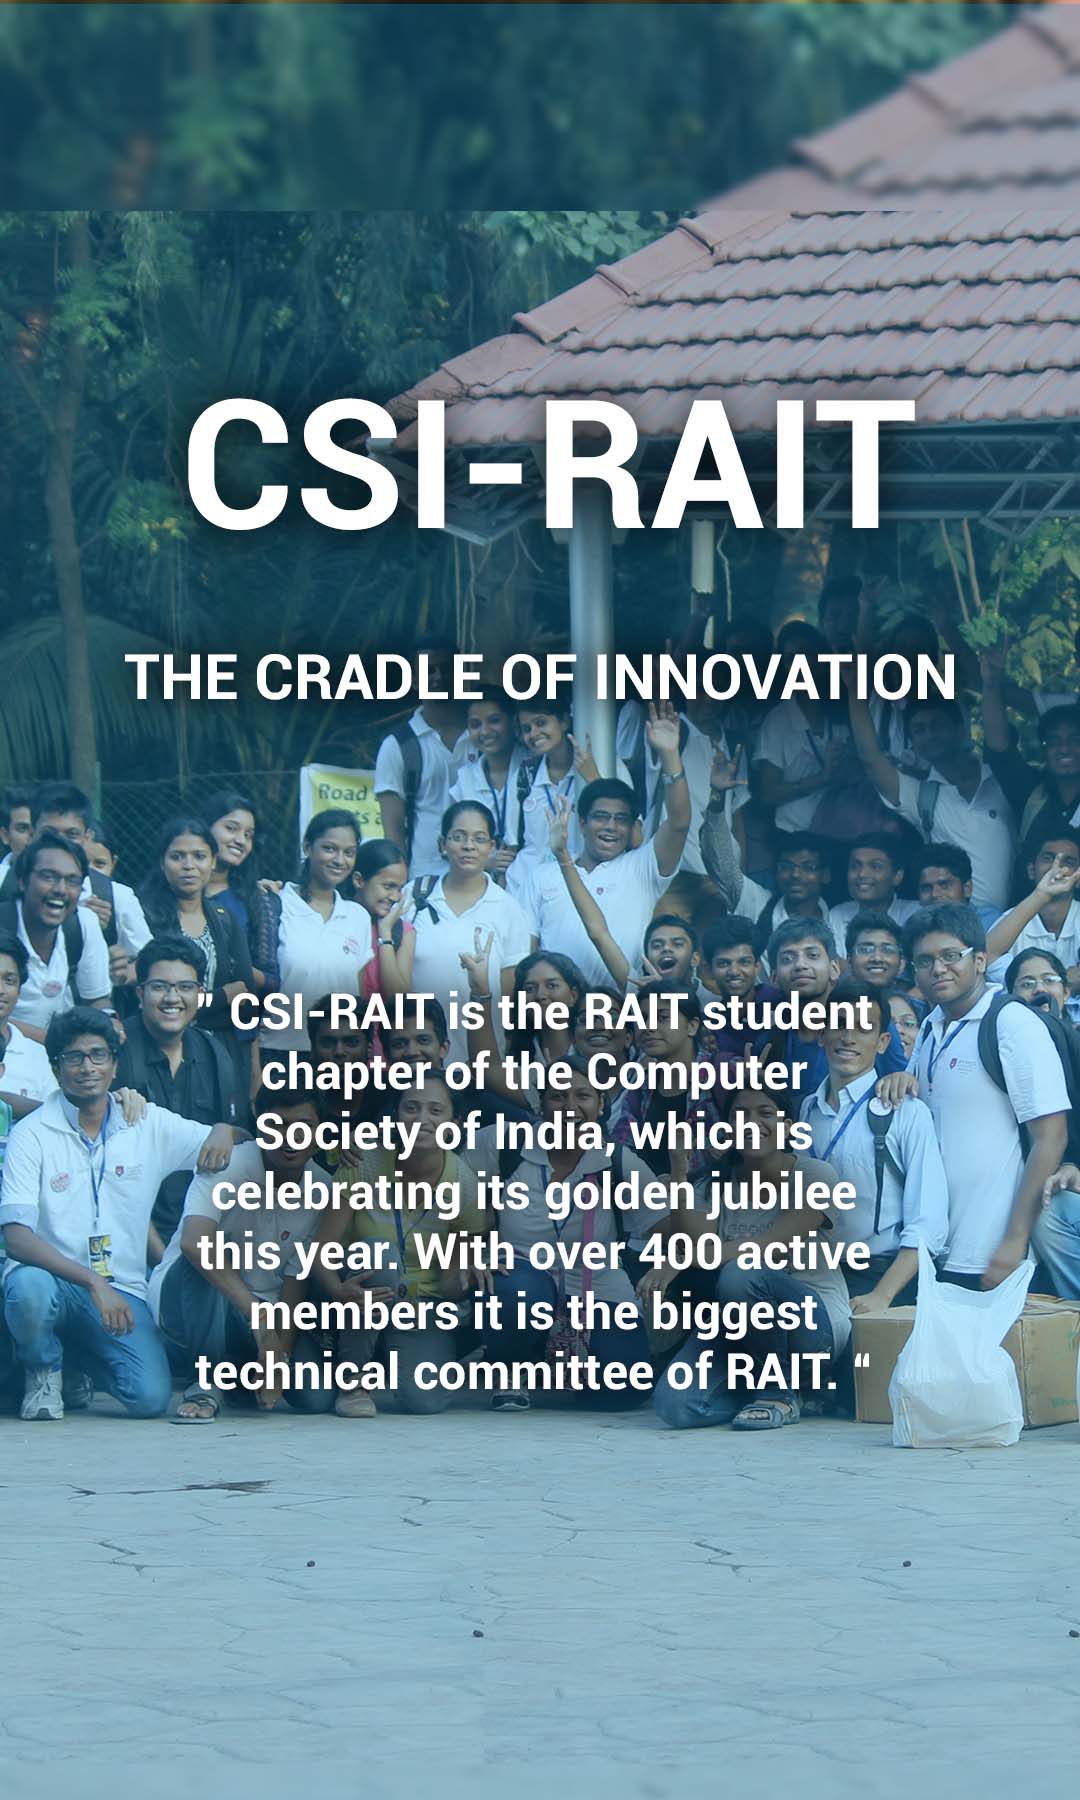 CSI-RAIT
THE CRADLE OF INNOVATION
Road
ts a
" CSI-RAIT is the RAIT student
chapter of the Computer
Society of India, which is
celebrating its golden jubilee
this year. With over 400 active
members it is the biggest
technical committee of RAIT. “